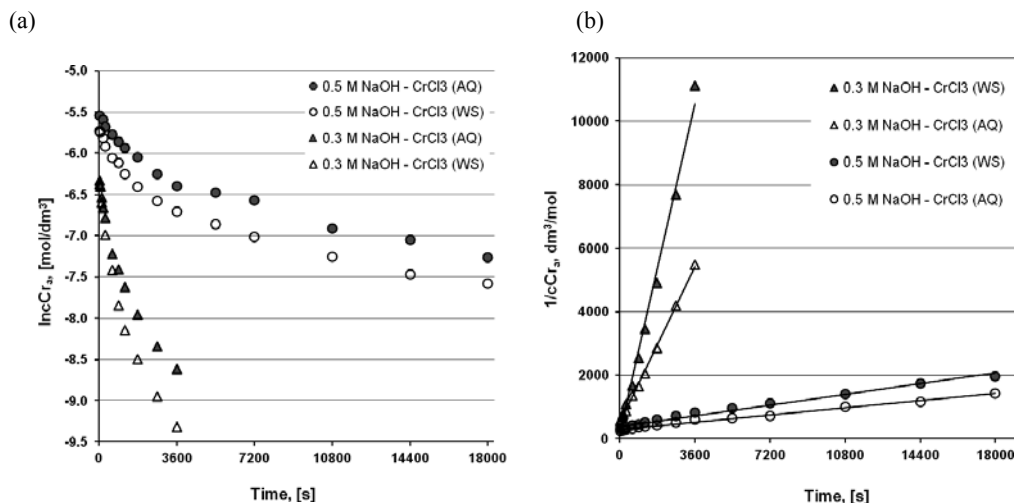 (a)
(b)
-5.0
-5.5
-6.0
-6.5
-7.0
-7.5
-8.0
-8.5
-9.0
-9.5
lncCrₐ, [mol/dm³]
0.5 M NaOH - CrCl3 (AQ)
0.5 M NaOH - CrCl3 (WS)
0.3 M NaOH - CrCl3 (AQ)
0.3 M NaOH - CrCl3 (WS)
0 3600 7200 10800 14400 18000
Time, [s]
12000
10000
8000
6000
4000
2000
0
1/cCrₐ, dm³/mol
0.3 M NaOH - CrCl3 (WS)
0.3 M NaOH - CrCl3 (AQ)
0.5 M NaOH - CrCl3 (WS)
0.5 M NaOH - CrCl3 (AQ)
0 3600 7200 10800 14400 18000
Time, [s]